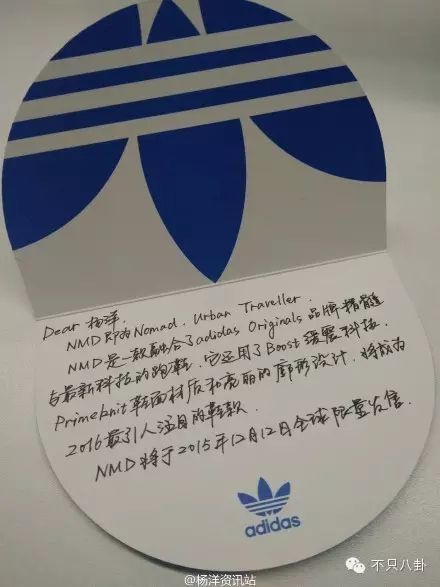 Dear 杨洋,
NMD 即为Nomad, Urban Traveller.
NMD是一款融合了adidas Originals品牌精髓
与最新科技的跑鞋,它运用了Boost缓震科技,
Primeknit鞋面材质和亮丽的廓形设计,将成为
2016最引人注目的鞋款.
NMD将于2015年12月12日全球限量发售.
adidas
不只八卦
@杨洋资讯站